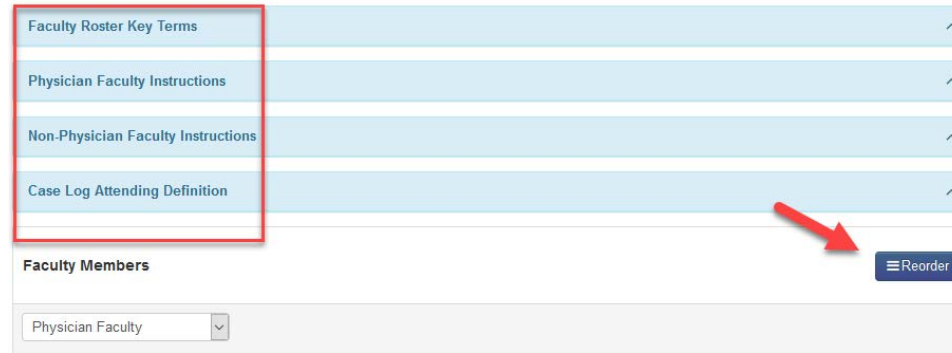 Faculty Roster Key Terms
Physician Faculty Instructions
Non-Physician Faculty Instructions
Case Log Attending Definition
Faculty Members
Reorder
Physician Faculty